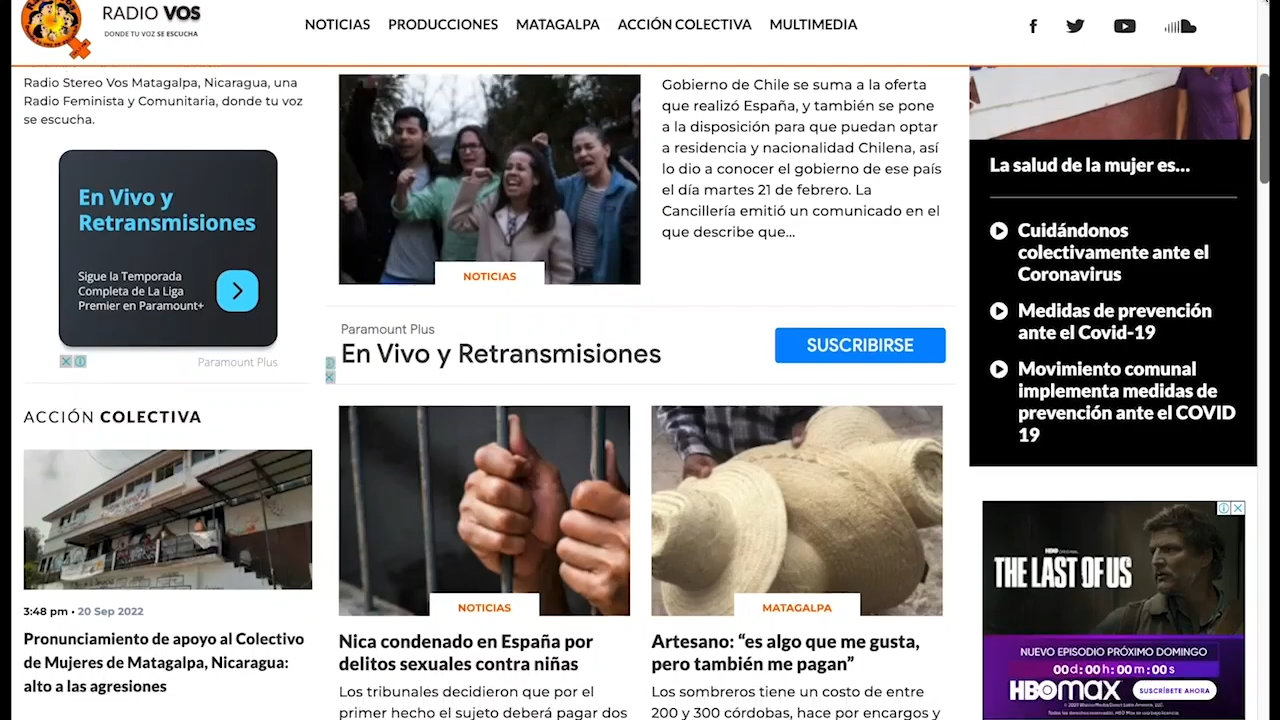 RADIO VOS
DONDE TU VOZ SE ESCUCHA
NOTICIAS
PRODUCCIONES
MATAGALPA
ACCIÓN COLECTIVA
MULTIMEDIA
Radio Stereo Vos Matagalpa, Nicaragua, una
Radio Feminista y Comunitaria, donde tu voz
se escucha.
En Vivo y
Retransmisiones
Sigue la Temporada
Completa de La Liga
Premier en Paramount+
Paramount Plus
ACCIÓN COLECTIVA
3:48 pm • 20 Sep 2022
Pronunciamiento de apoyo al Colectivo
de Mujeres de Matagalpa, Nicaragua:
alto a las agresiones
NOTICIAS
Gobierno de Chile se suma a la oferta
que realizó España, y también se pone
a la disposición para que puedan optar
a residencia y nacionalidad Chilena, así
lo dio a conocer el gobierno de ese país
el día martes 21 de febrero. La
Cancillería emitió un comunicado en el
que describe que...
Paramount Plus
En Vivo y Retransmisiones
SUSCRIBIRSE
NOTICIAS
Nica condenado en España por
delitos sexuales contra niñas
Los tribunales decidieron que por el
primer hecho el sujeto deberá pagar dos
MATAGALPA
Artesano: “es algo que me gusta,
pero también me pagan”
Los sombreros tiene un costo de entre
200 y 300 córdobas, hace por encargos y
La salud de la mujer es...
Cuidándonos
colectivamente ante el
Coronavirus
Medidas de prevención
ante el Covid-19
Movimiento comunal
implementa medidas de
prevención ante el COVID
19
HBO ORIGINAL
THE LAST OF US
NUEVO EPISODIO PRÓXIMO DOMINGO
00d:00h:00m:00s
HBOMAX
SUSCRÍBETE AHORA